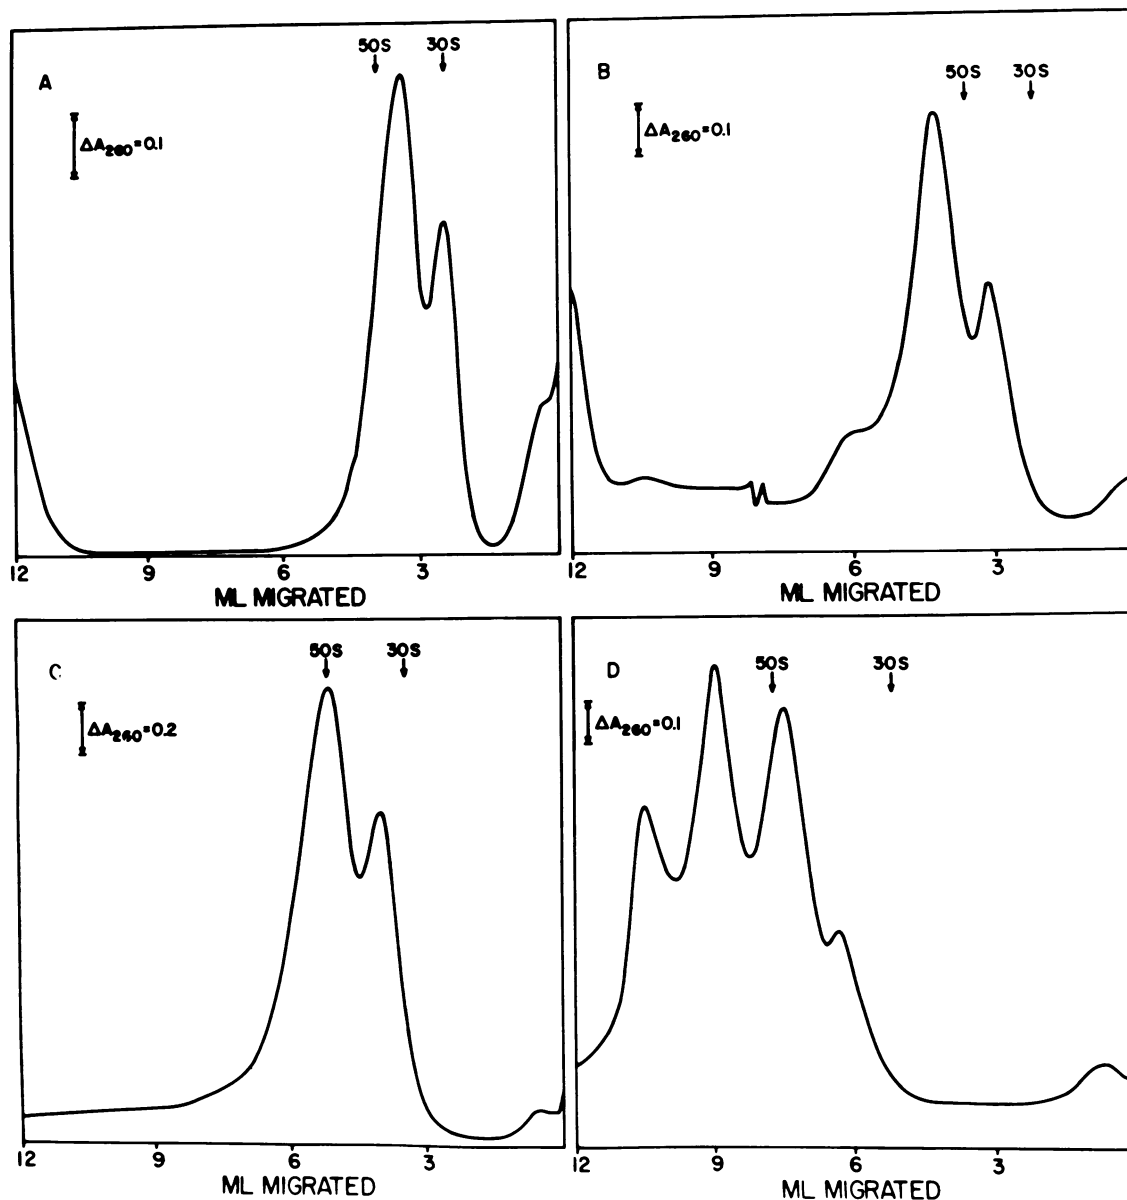 50S 30S
A
ΔA260=0.1
12 9 6 3
ML MIGRATED
50S 30S
B
ΔA260=0.1
12 9 6 3
ML MIGRATED
50S 30S
C
ΔA260=0.2
12 9 6 3
ML MIGRATED
50S 30S
D
ΔA260=0.1
12 9 6 3
ML MIGRATED